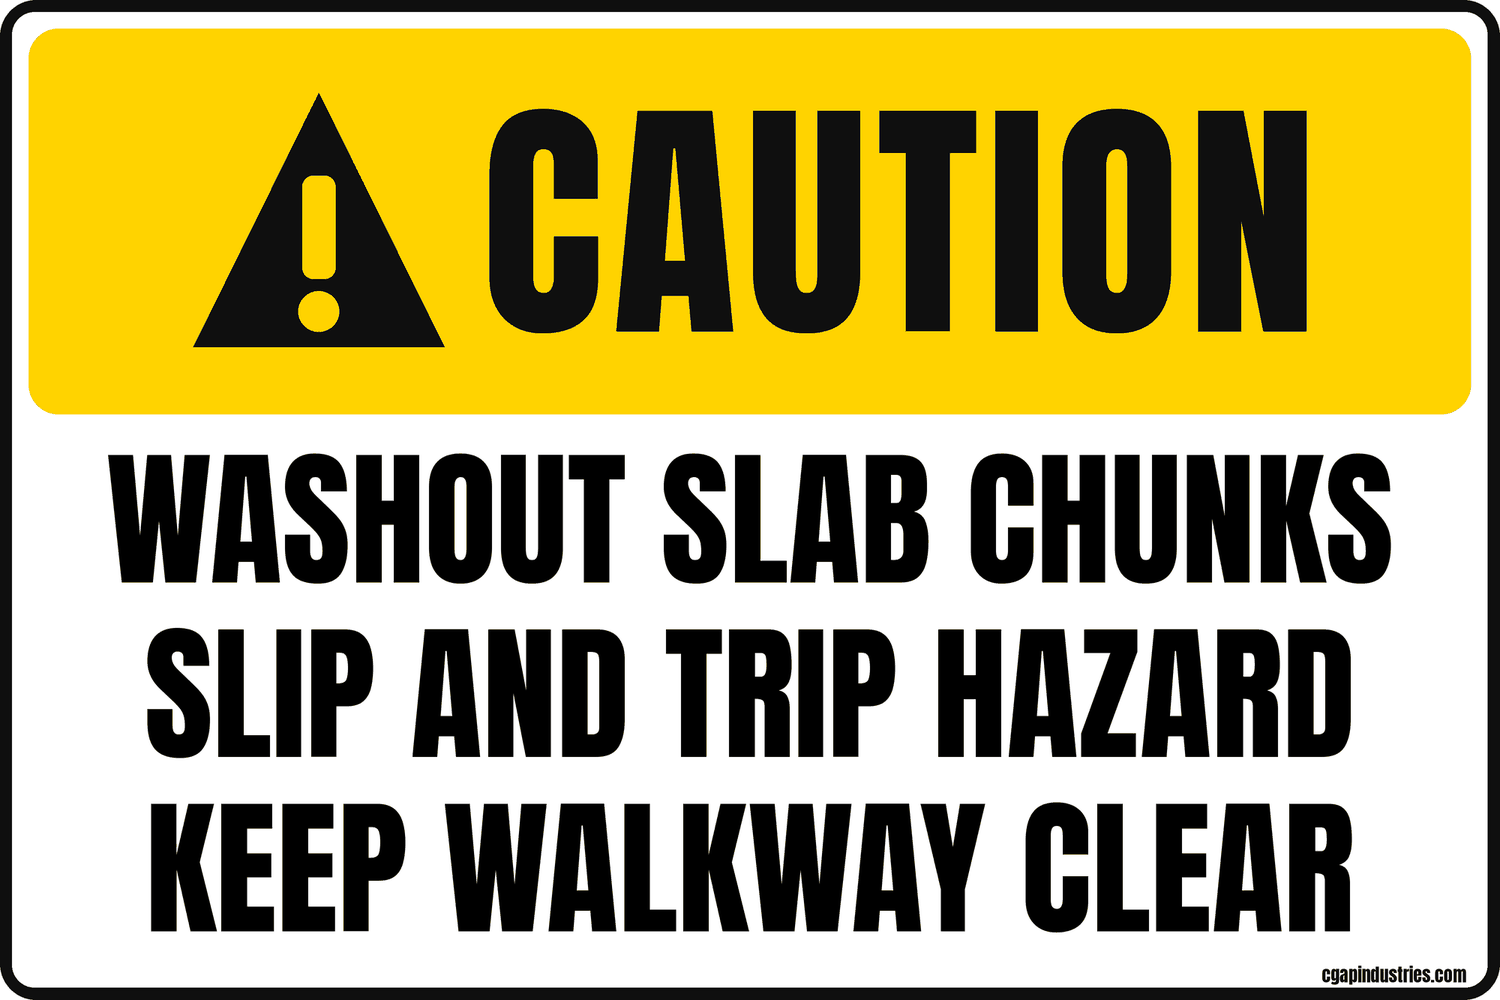 CAUTION
WASHOUT SLAB CHUNKS
SLIP AND TRIP HAZARD
KEEP WALKWAY CLEAR
cgapindustries.com